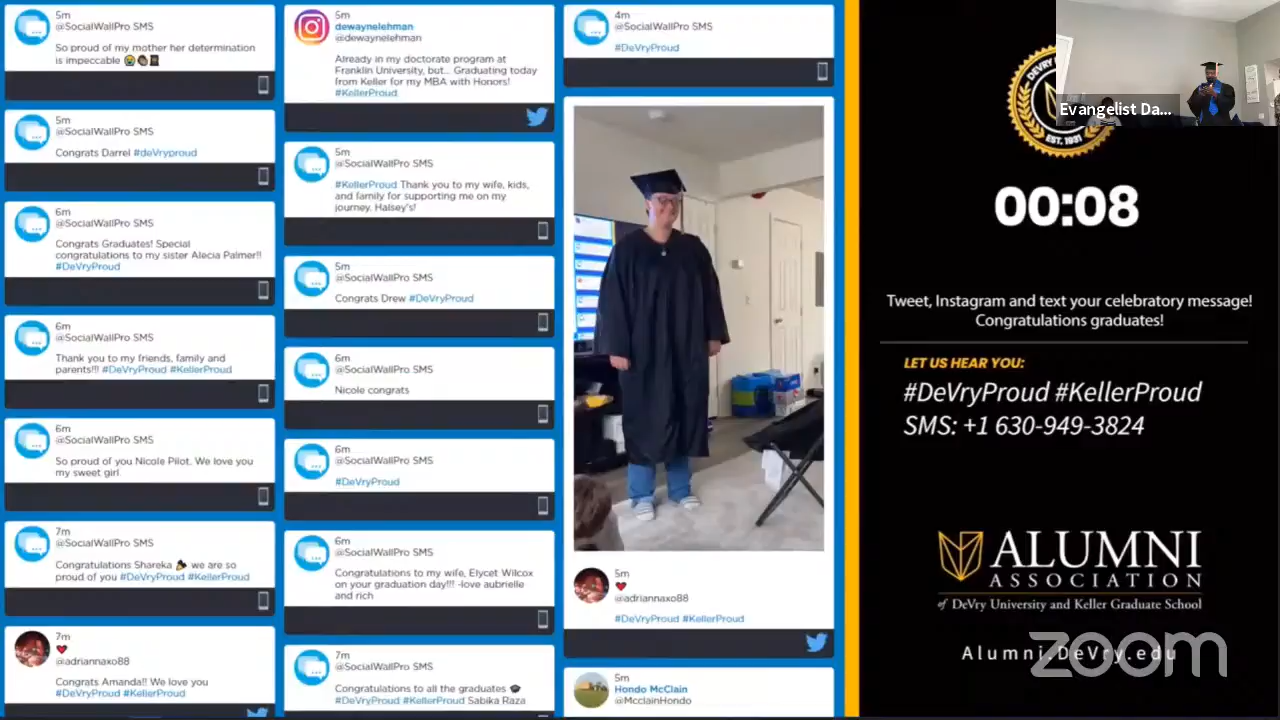 5m
@SocialWallPro SMS
So proud of my mother her determination
is impeccable
5m
@SocialWallPro SMS
Congrats Darrel #deVryproud
6m
@SocialWallPro SMS
Congrats Graduates! Special
congratulations to my sister Alecia Palmer!!
#DeVryProud
6m
@SocialWallPro SMS
Thank you to my friends, family and
parents!!! #DeVryProud #KellerProud
6m
@SocialWallPro SMS
So proud of you Nicole Pilot. We love you
my sweet girl.
7m
@SocialWallPro SMS
Congratulations Shareka we are so
proud of you #DeVryProud #KellerProud
7m
@adriannaxo88
Congrats Amanda!! We love you
#DeVryProud #KellerProud
5m
dewaynelehman
@dewaynelehman
Already in my doctorate program at
Franklin University, but... Graduating today
from Keller for my MBA with Honors!
#KellerProud
5m
@SocialWallPro SMS
#KellerProud Thank you to my wife, kids,
and family for supporting me on my
journey. Halsey's!
5m
@SocialWallPro SMS
Congrats Drew #DeVryProud
6m
@SocialWallPro SMS
Nicole congrats
6m
@SocialWallPro SMS
#DeVryProud
6m
@SocialWallPro SMS
Congratulations to my wife, Elycet Wilcox
on your graduation day!!! -love aubrielle
and rich
7m
@SocialWallPro SMS
Congratulations to all the graduates
#DeVryProud #KellerProud Sabika Raza
4m
@SocialWallPro SMS
#DeVryProud
5m
@adriannaxo88
#DeVryProud #KellerProud
5m
Hondo McClain
@McclainHondo
DEVRY
EST. 1931
Evangelist Da...
00:08
Tweet, Instagram and text your celebratory message!
Congratulations graduates!
LET US HEAR YOU:
#DeVryProud #KellerProud
SMS: +1 630-949-3824
ALUMNI
ASSOCIATION
of DeVry University and Keller Graduate School
Alumni.DeVry.edu
zoom